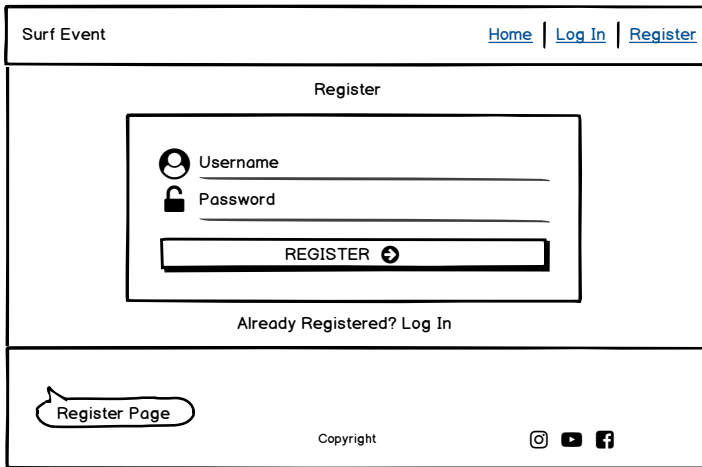 Surf Event
Home Log In Register
Register
Username
Password
REGISTER
Already Registered? Log In
Register Page
Copyright